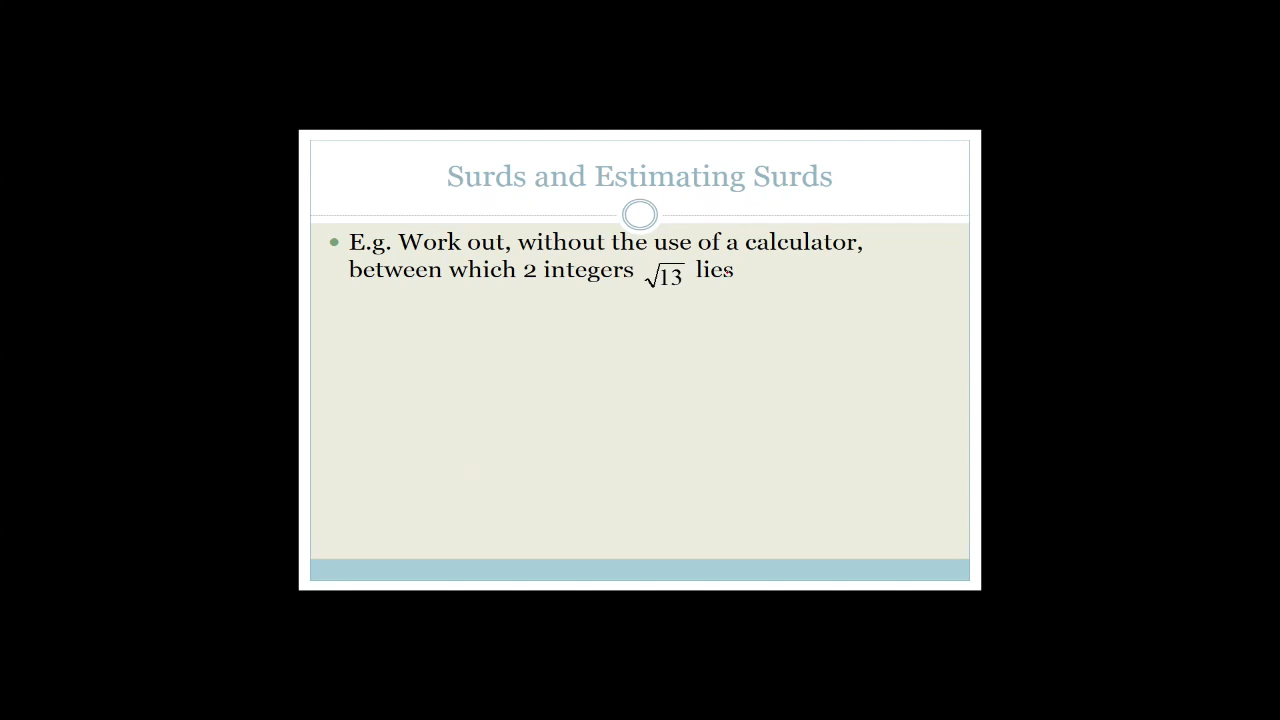 Surds and Estimating Surds
• E.g. Work out, without the use of a calculator,
between which 2 integers √13 lies